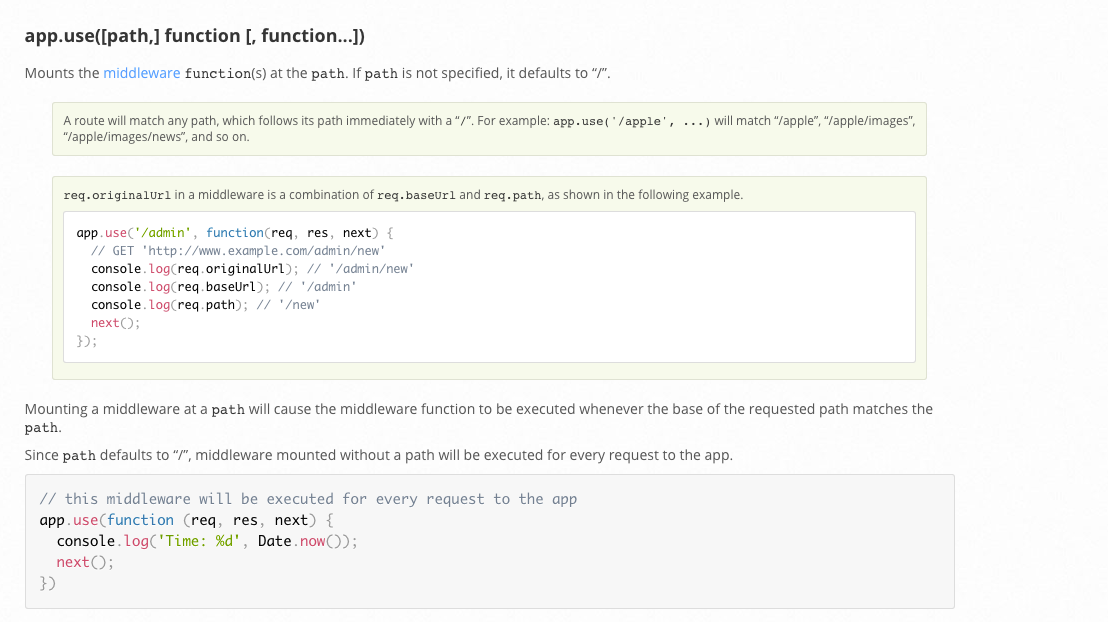 app.use([path,] function [, function...])
Mounts the middleware function(s) at the path. If path is not specified, it defaults to “/”.
A route will match any path, which follows its path immediately with a “/”. For example: app.use('/apple', ...) will match “/apple”, “/apple/images”,
“/apple/images/news”, and so on.
req.originalUrl in a middleware is a combination of req.baseUrl and req.path, as shown in the following example.
app.use('/admin', function(req, res, next) {
  // GET 'http://www.example.com/admin/new'
  console.log(req.originalUrl); // '/admin/new'
  console.log(req.baseUrl); // '/admin'
  console.log(req.path); // '/new'
  next();
});
Mounting a middleware at a path will cause the middleware function to be executed whenever the base of the requested path matches the
path.
Since path defaults to “/”, middleware mounted without a path will be executed for every request to the app.
// this middleware will be executed for every request to the app
app.use(function (req, res, next) {
  console.log('Time: %d', Date.now());
  next();
})